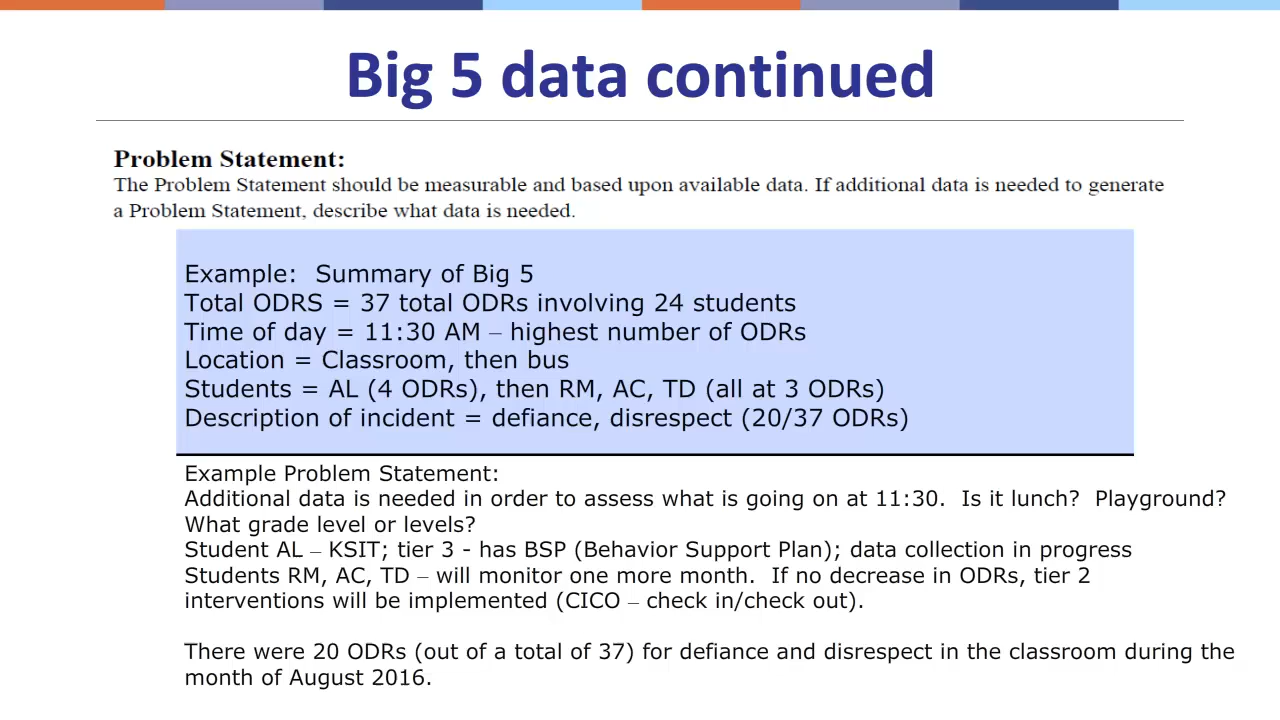 Big 5 data continued
Problem Statement:
The Problem Statement should be measurable and based upon available data. If additional data is needed to generate
a Problem Statement, describe what data is needed.
Example:  Summary of Big 5
Total ODRS = 37 total ODRs involving 24 students
Time of day = 11:30 AM – highest number of ODRs
Location = Classroom, then bus
Students = AL (4 ODRs), then RM, AC, TD (all at 3 ODRs)
Description of incident = defiance, disrespect (20/37 ODRs)
Example Problem Statement:
Additional data is needed in order to assess what is going on at 11:30.  Is it lunch?  Playground?
What grade level or levels?
Student AL – KSIT; tier 3 - has BSP (Behavior Support Plan); data collection in progress
Students RM, AC, TD – will monitor one more month.  If no decrease in ODRs, tier 2
interventions will be implemented (CICO – check in/check out).
There were 20 ODRs (out of a total of 37) for defiance and disrespect in the classroom during the
month of August 2016.